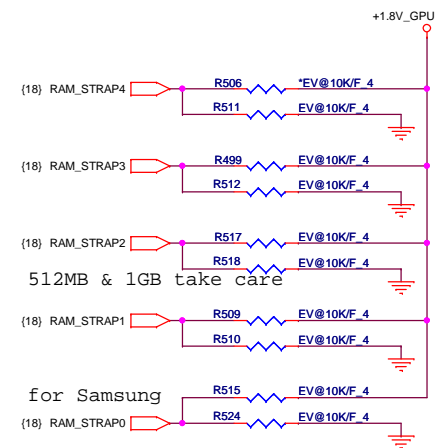 +1.8V_GPU
R506 *EV@10K/F_4
{18} RAM_STRAP4
R511 EV@10K/F_4
R499 EV@10K/F_4
{18} RAM_STRAP3
R512 EV@10K/F_4
R517 EV@10K/F_4
{18} RAM_STRAP2
R518 EV@10K/F_4
512MB & 1GB take care
R509 EV@10K/F_4
{18} RAM_STRAP1
R510 EV@10K/F_4
for Samsung
R515 EV@10K/F_4
{18} RAM_STRAP0
R524 EV@10K/F_4